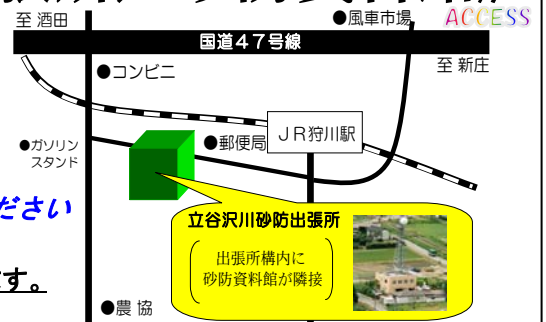 至 酒田
●風車市場
ACCESS
国道47号線
至 新庄
●コンビニ
●ガソリン
スタンド
●郵便局
JR狩川駅
ださい
立谷沢川砂防出張所
出張所構内に
砂防資料館が隣接
す。
●農 協